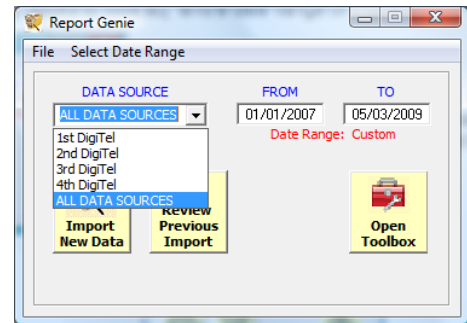 Report Genie
File Select Date Range
DATA SOURCE FROM TO
ALL DATA SOURCES 01/01/2007 05/03/2009
Date Range: Custom
1st DigiTel
2nd DigiTel
3rd DigiTel
4th DigiTel
ALL DATA SOURCES
Import
New Data
Review
Previous
Import
Open
Toolbox